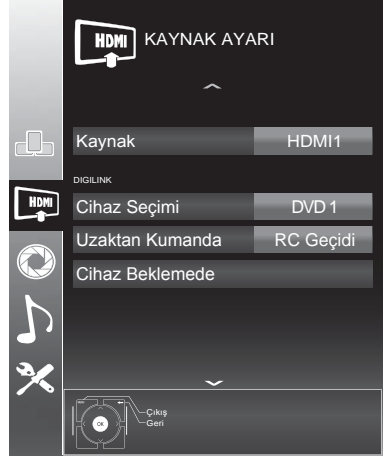 HDMI KAYNAK AYARI
Kaynak HDMI1
DIGILINK
HDMI
Cihaz Seçimi DVD 1
Uzaktan Kumanda RC Geçidi
Cihaz Beklemede
Çıkış
Geri
OK